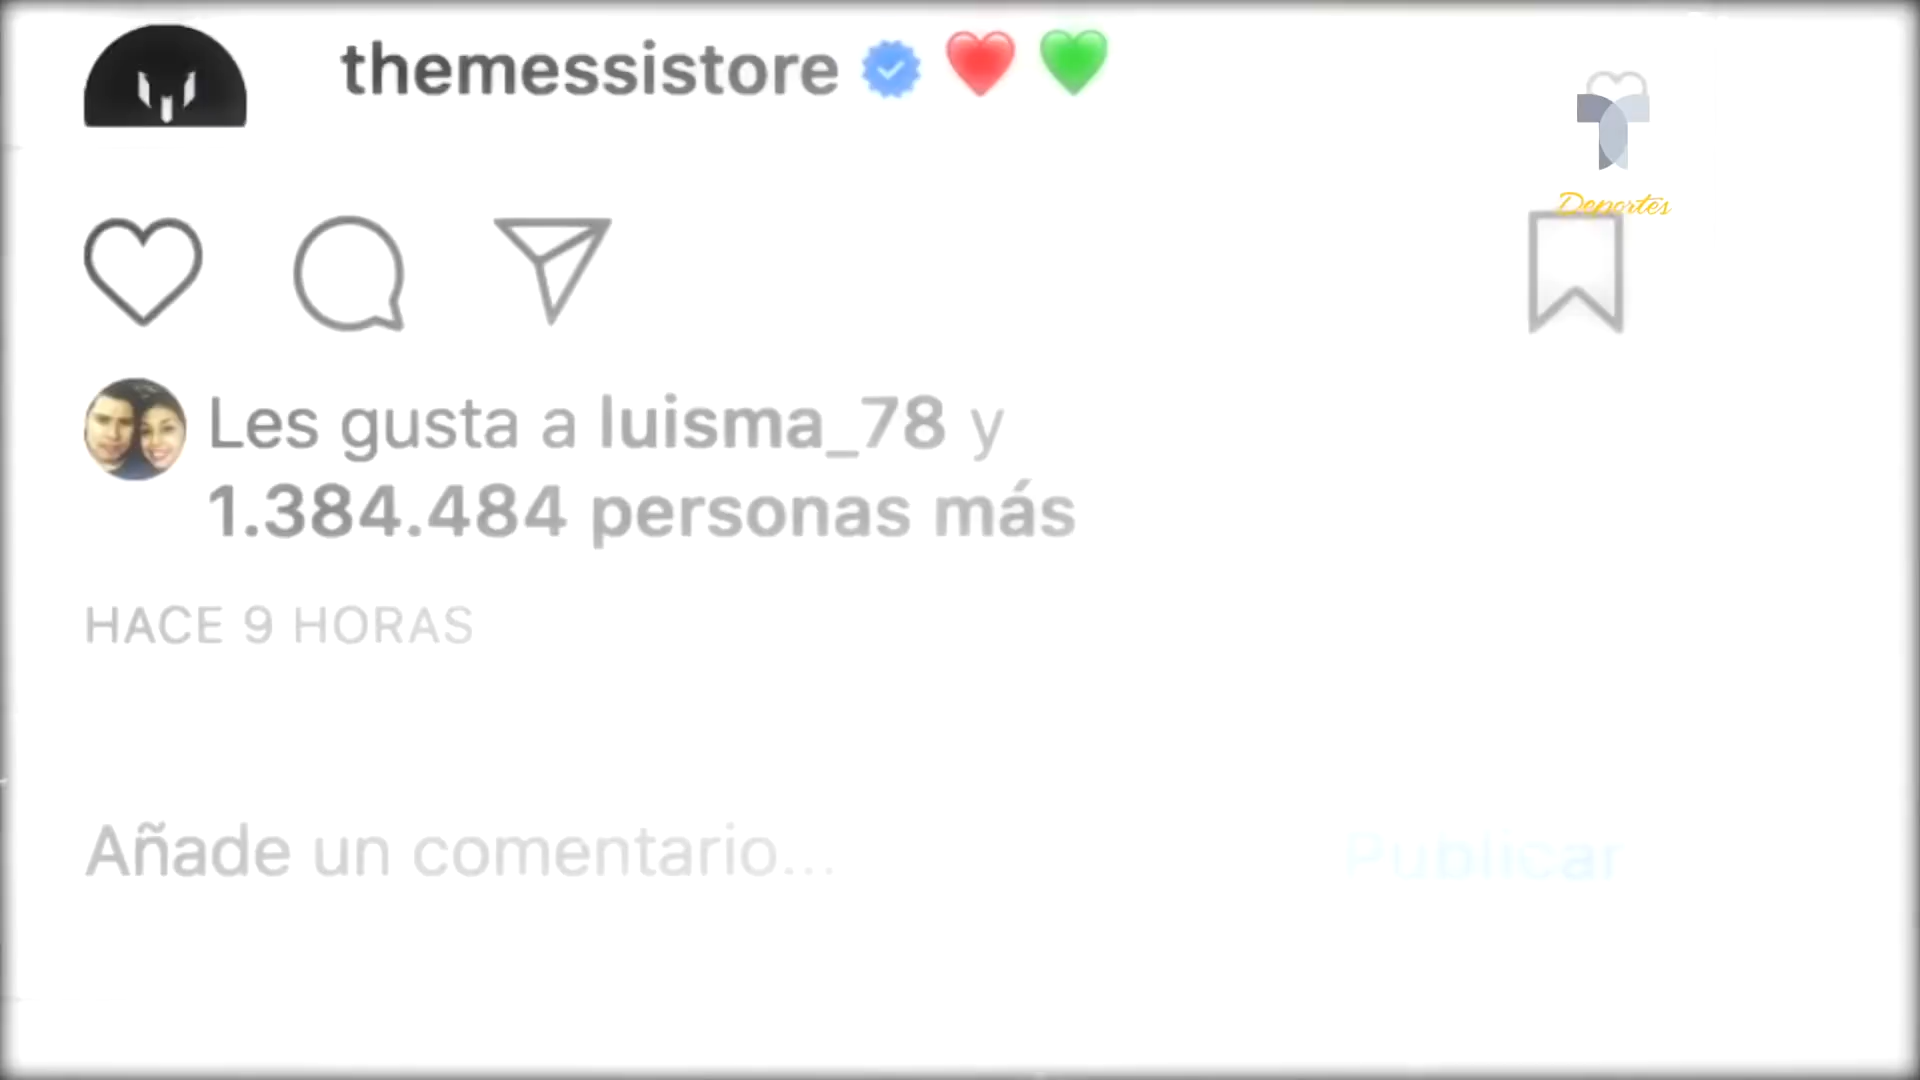 themessistore ❤️ 💚
Deportes
Les gusta a luisma_78 y
1.384.484 personas más
HACE 9 HORAS
Añade un comentario...
Publicar